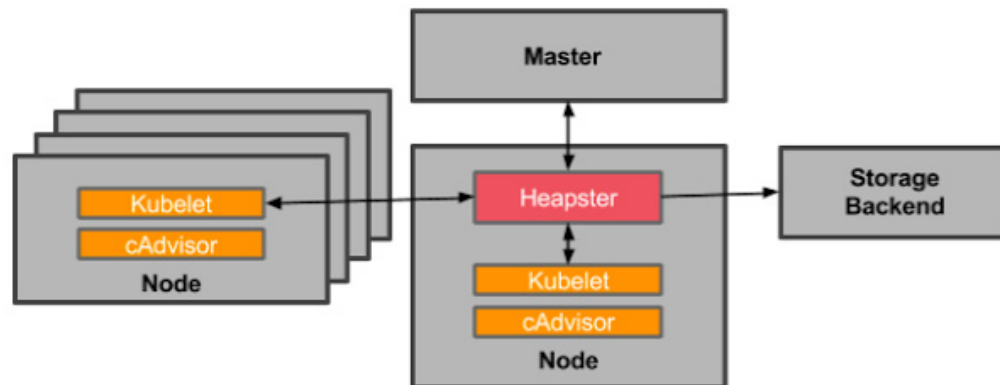 Master
Kubelet
cAdvisor
Node
Heapster
Kubelet
cAdvisor
Node
Storage
Backend